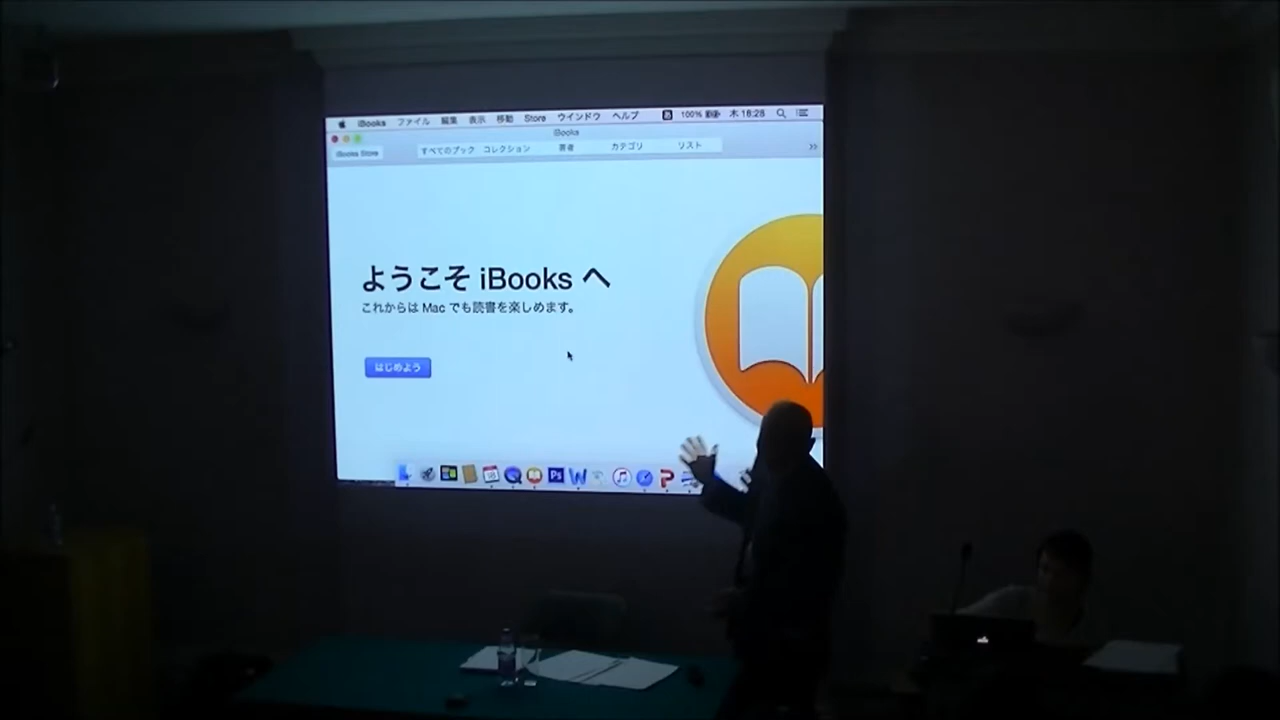 iBooks ファイル 編集 表示 移動 Store ウインドウ ヘルプ 100% 木 16:28
iBooks
iBooks Store すべてのブック コレクション 著者 カテゴリ リスト
ようこそ iBooks へ
これからは Mac でも読書を楽しめます。
はじめよう
Ps W